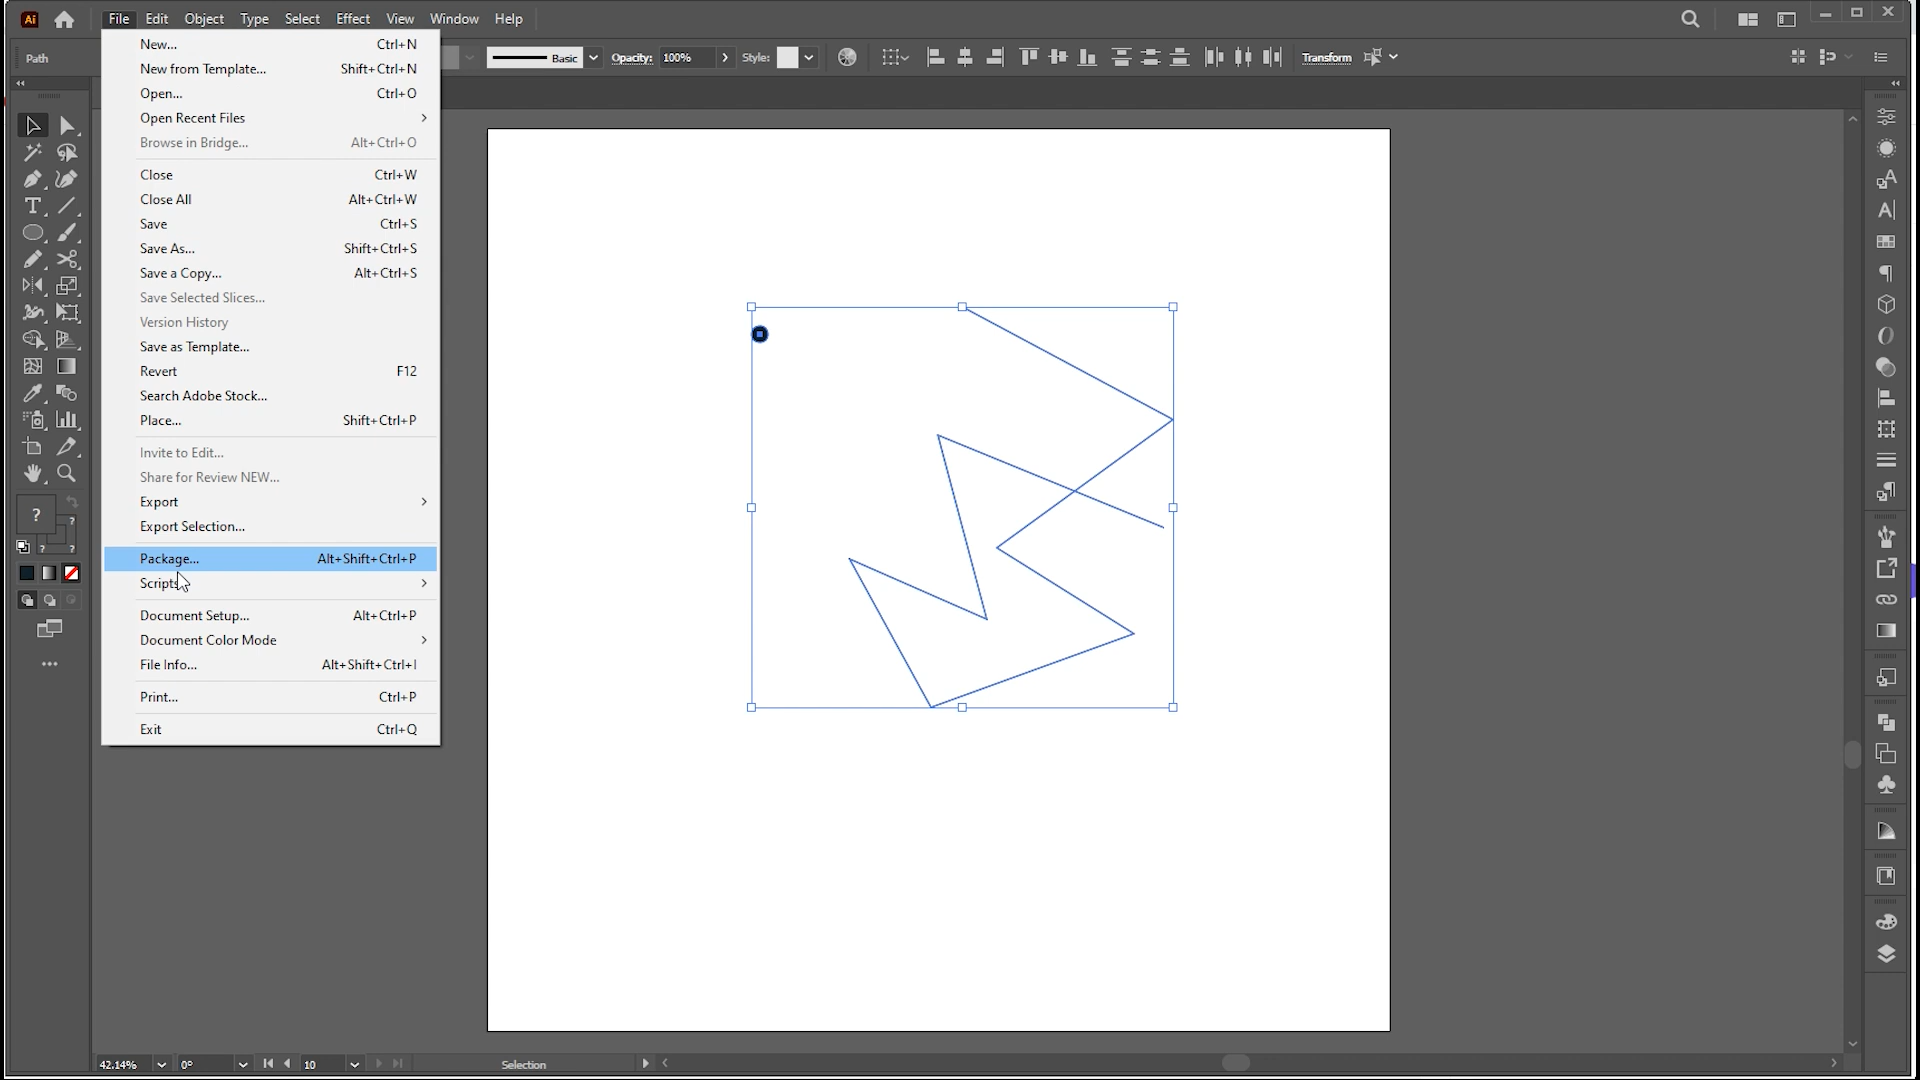 Ai File Edit Object Type Select Effect View Window Help
Path Basic Opacity: 100% Style: Transform
New... Ctrl+N
New from Template... Shift+Ctrl+N
Open... Ctrl+O
Open Recent Files
Browse in Bridge... Alt+Ctrl+O
Close Ctrl+W
Close All Alt+Ctrl+W
Save Ctrl+S
Save As... Shift+Ctrl+S
Save a Copy... Alt+Ctrl+S
Save Selected Slices...
Version History
Save as Template...
Revert F12
Search Adobe Stock...
Place... Shift+Ctrl+P
Invite to Edit...
Share for Review NEW...
Export
Export Selection...
Package... Alt+Shift+Ctrl+P
Scripts
Document Setup... Alt+Ctrl+P
Document Color Mode
File Info... Alt+Shift+Ctrl+I
Print... Ctrl+P
Exit Ctrl+Q
42.14% 0° 10 Selection